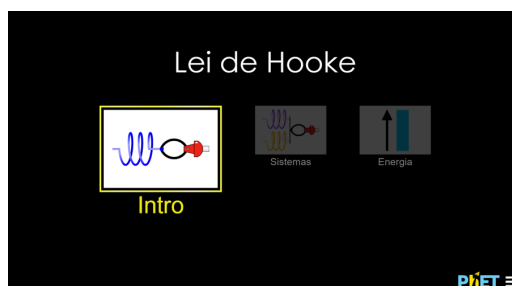 Lei de Hooke
Intro
Sistemas
Energia
PhET